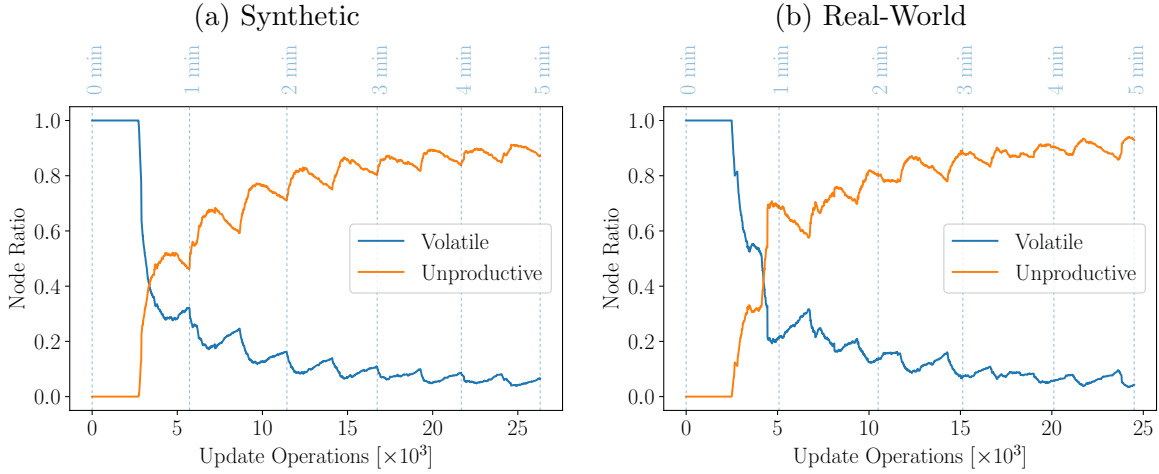 (a) Synthetic
0 min 1 min 2 min 3 min 4 min 5 min
1.0
0.8
0.6
0.4
0.2
0.0
Node Ratio
Volatile
Unproductive
0 5 10 15 20 25
Update Operations [×10³]
(b) Real-World
0 min 1 min 2 min 3 min 4 min 5 min
1.0
0.8
0.6
0.4
0.2
0.0
Node Ratio
Volatile
Unproductive
0 5 10 15 20 25
Update Operations [×10³]